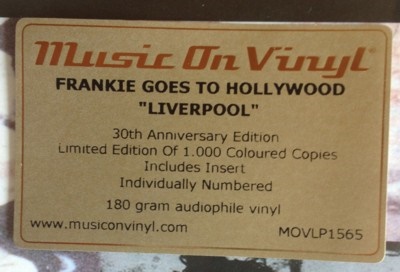 Music On Vinyl®
FRANKIE GOES TO HOLLYWOOD
"LIVERPOOL"
30th Anniversary Edition
Limited Edition Of 1.000 Coloured Copies
Includes Insert
Individually Numbered
180 gram audiophile vinyl
www.musiconvinyl.com MOVLP1565